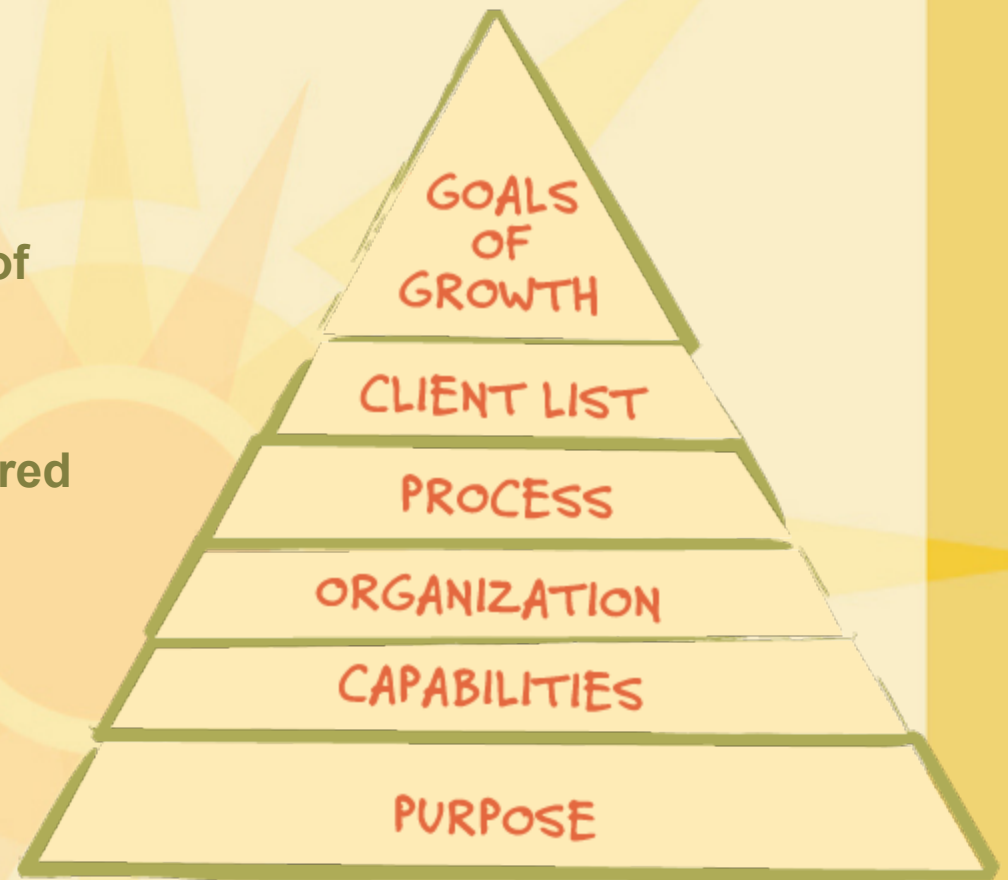 of
red
GOALS
OF
GROWTH
CLIENT LIST
PROCESS
ORGANIZATION
CAPABILITIES
PURPOSE